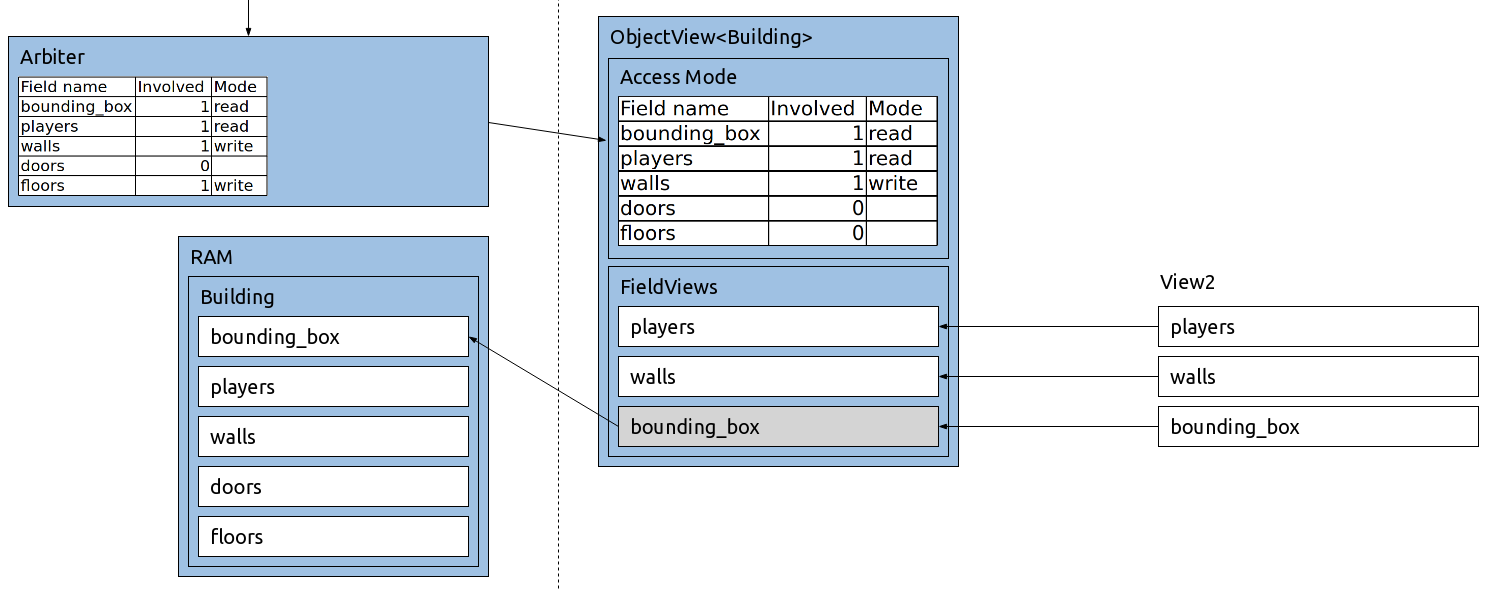 Arbiter
Field name Involved Mode
bounding_box 1 read
players 1 read
walls 1 write
doors 0
floors 1 write
RAM
Building
bounding_box
players
walls
doors
floors
ObjectView<Building>
Access Mode
Field name Involved Mode
bounding_box 1 read
players 1 read
walls 1 write
doors 0
floors 0
FieldViews
players
walls
bounding_box
View2
players
walls
bounding_box